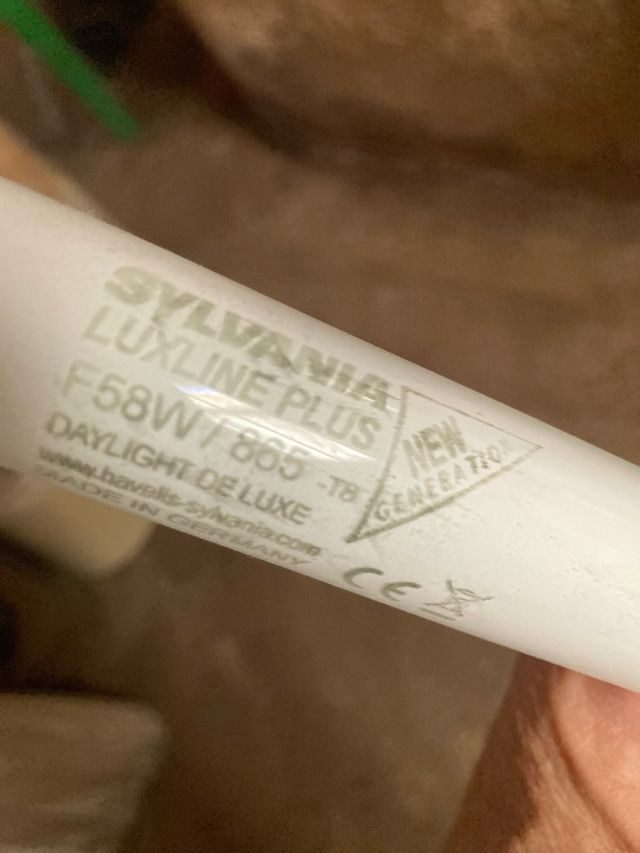 SYLVANIA
LUXLINE PLUS
F58W / 865 -T8
DAYLIGHT DE LUXE
www.havells-sylvania.com
MADE IN GERMANY
NEW
GENERATION
CE